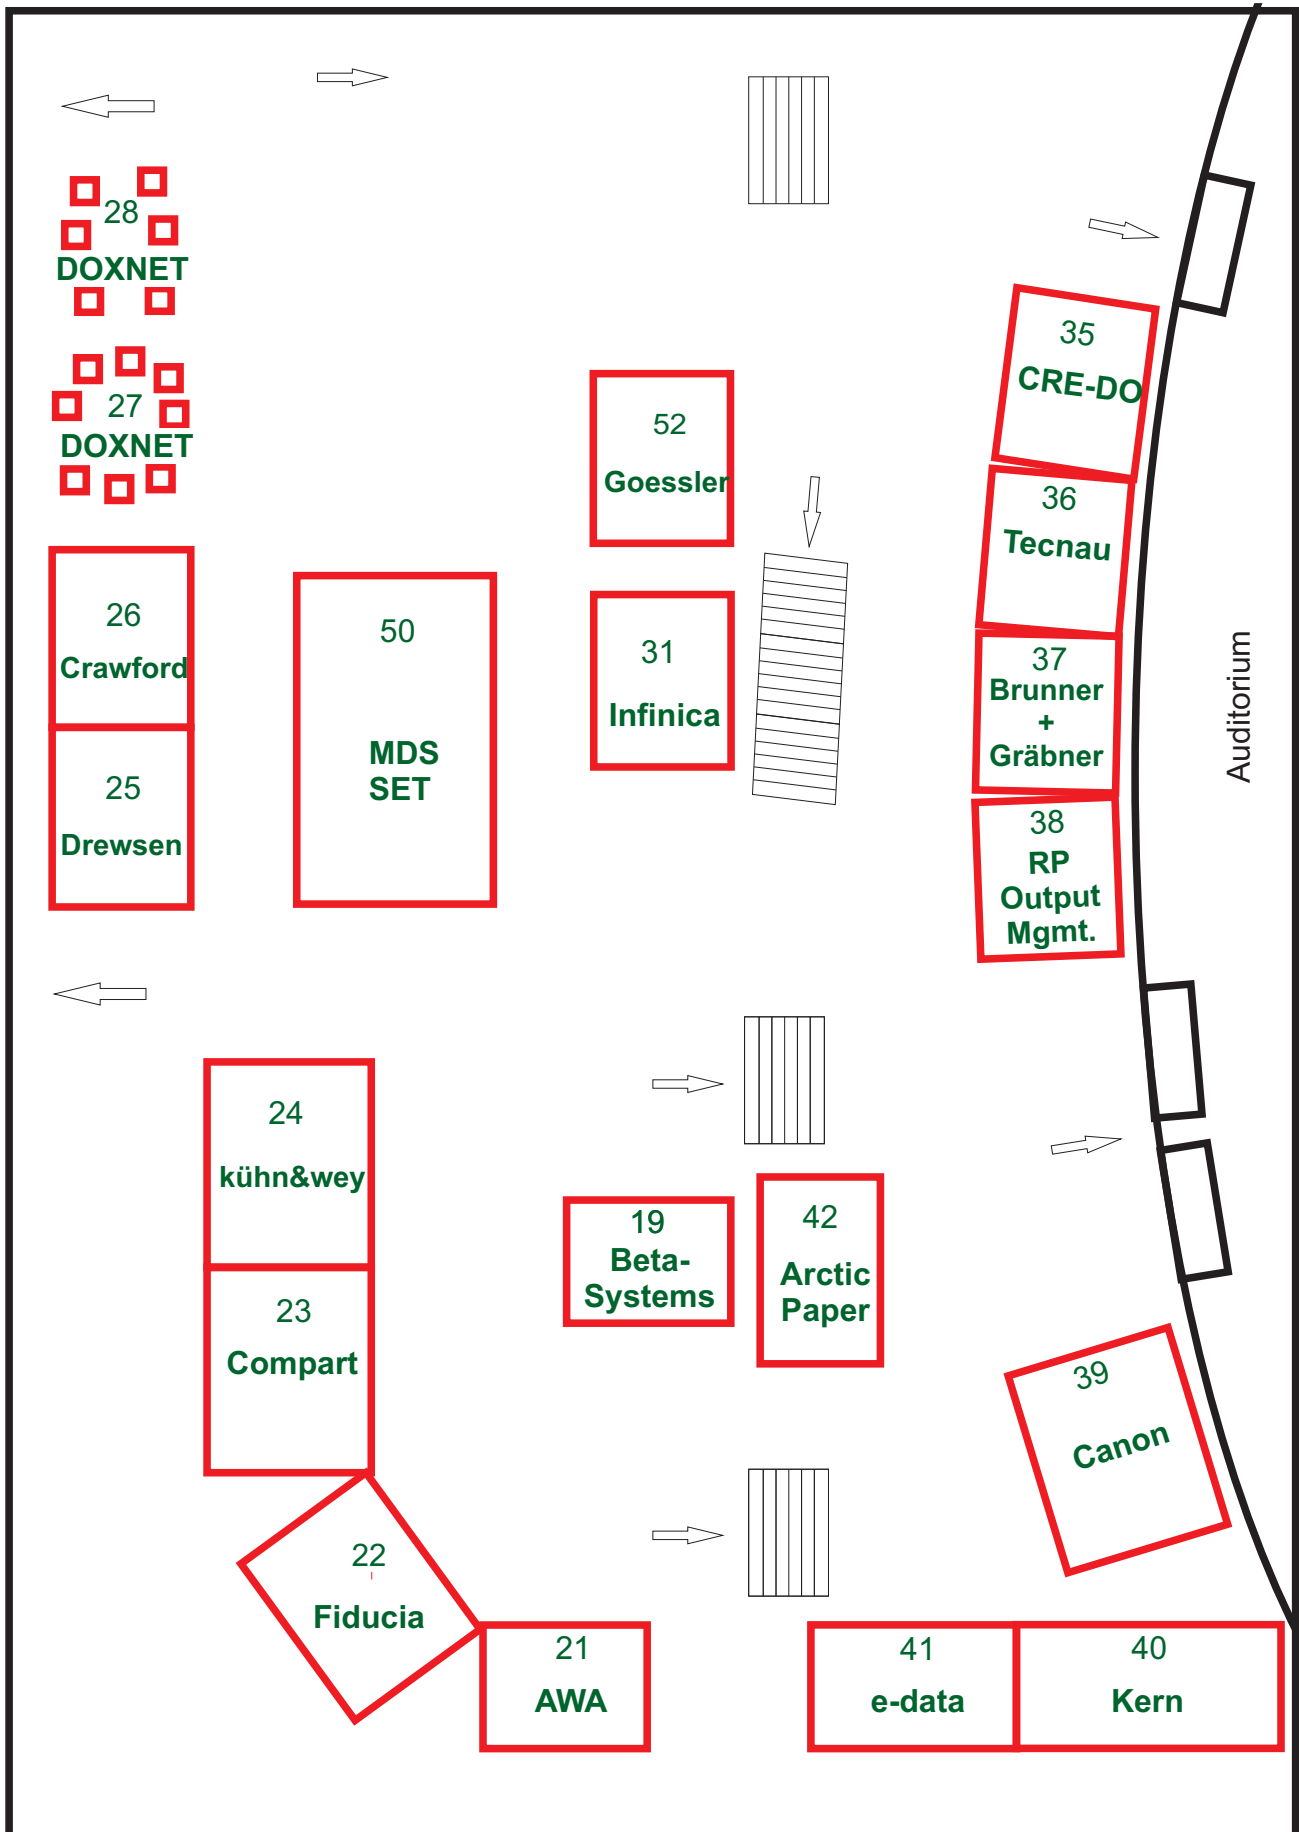 28
DOXNET
27
DOXNET
35
CRE-DO
52
Goessler
36
Tecnau
26
Crawford
50
MDS
SET
31
Infinica
37
Brunner
+
Gräbner
Auditorium
25
Drewsen
38
RP
Output
Mgmt.
24
kühn&wey
19
Beta-
Systems
42
Arctic
Paper
23
Compart
39
Canon
22
Fiducia
21
AWA
41
e-data
40
Kern